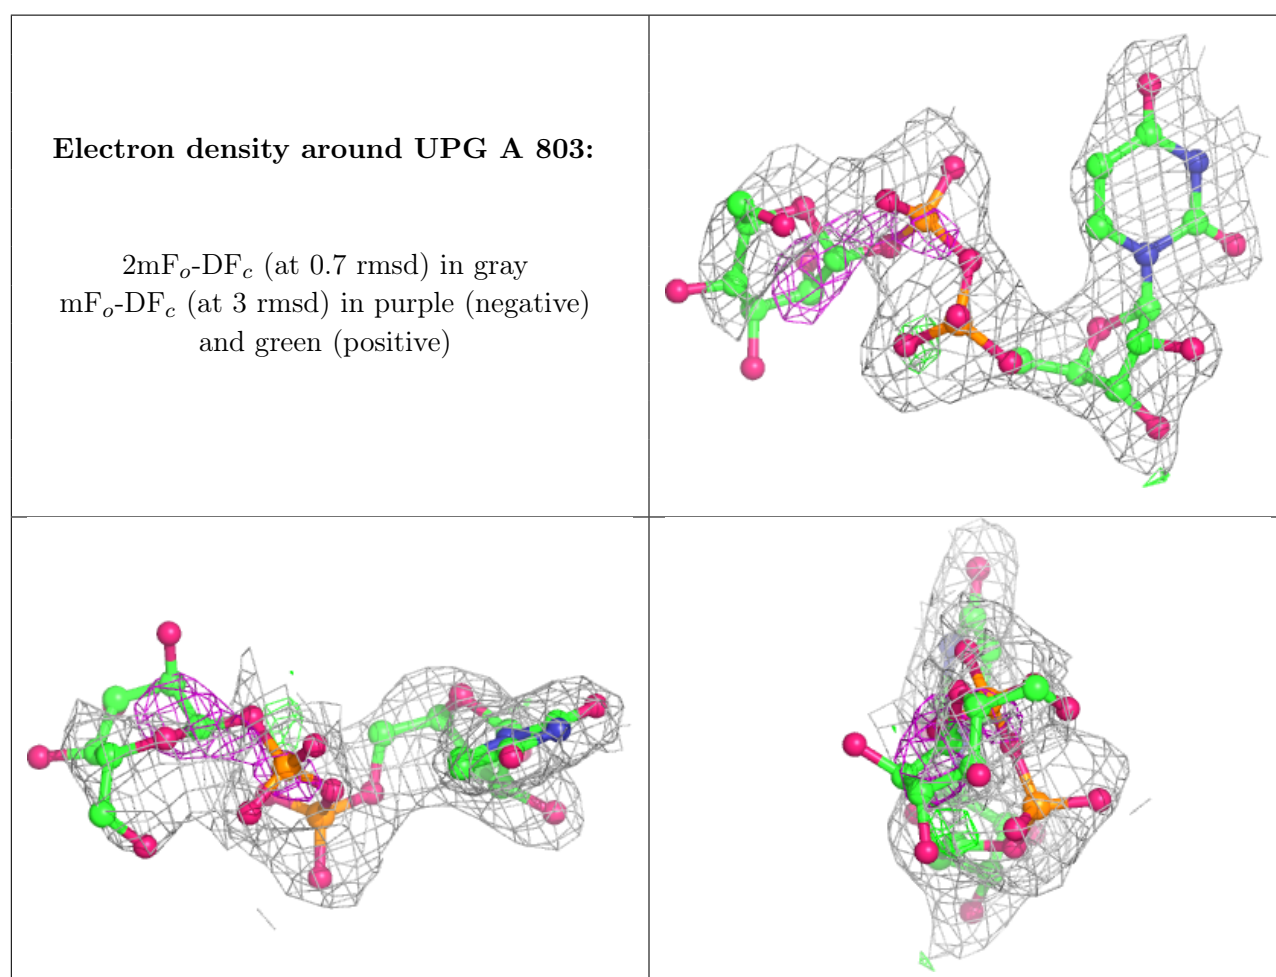 Electron density around UPG A 803:
2mFo-DFc (at 0.7 rmsd) in gray
mFo-DFc (at 3 rmsd) in purple (negative)
and green (positive)